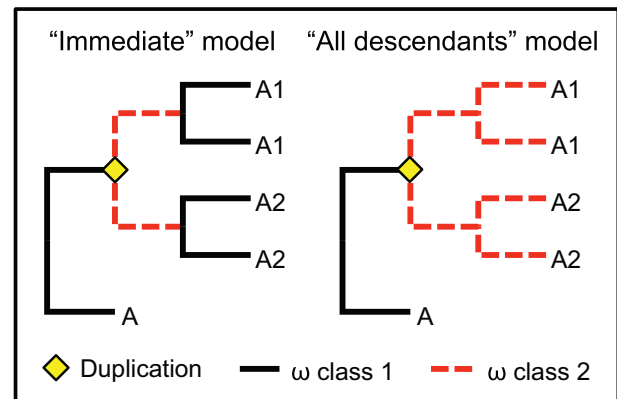 “Immediate” model “All descendants” model
A1 A1
A1 A1
A2 A2
A2 A2
A A
Duplication ω class 1 ω class 2